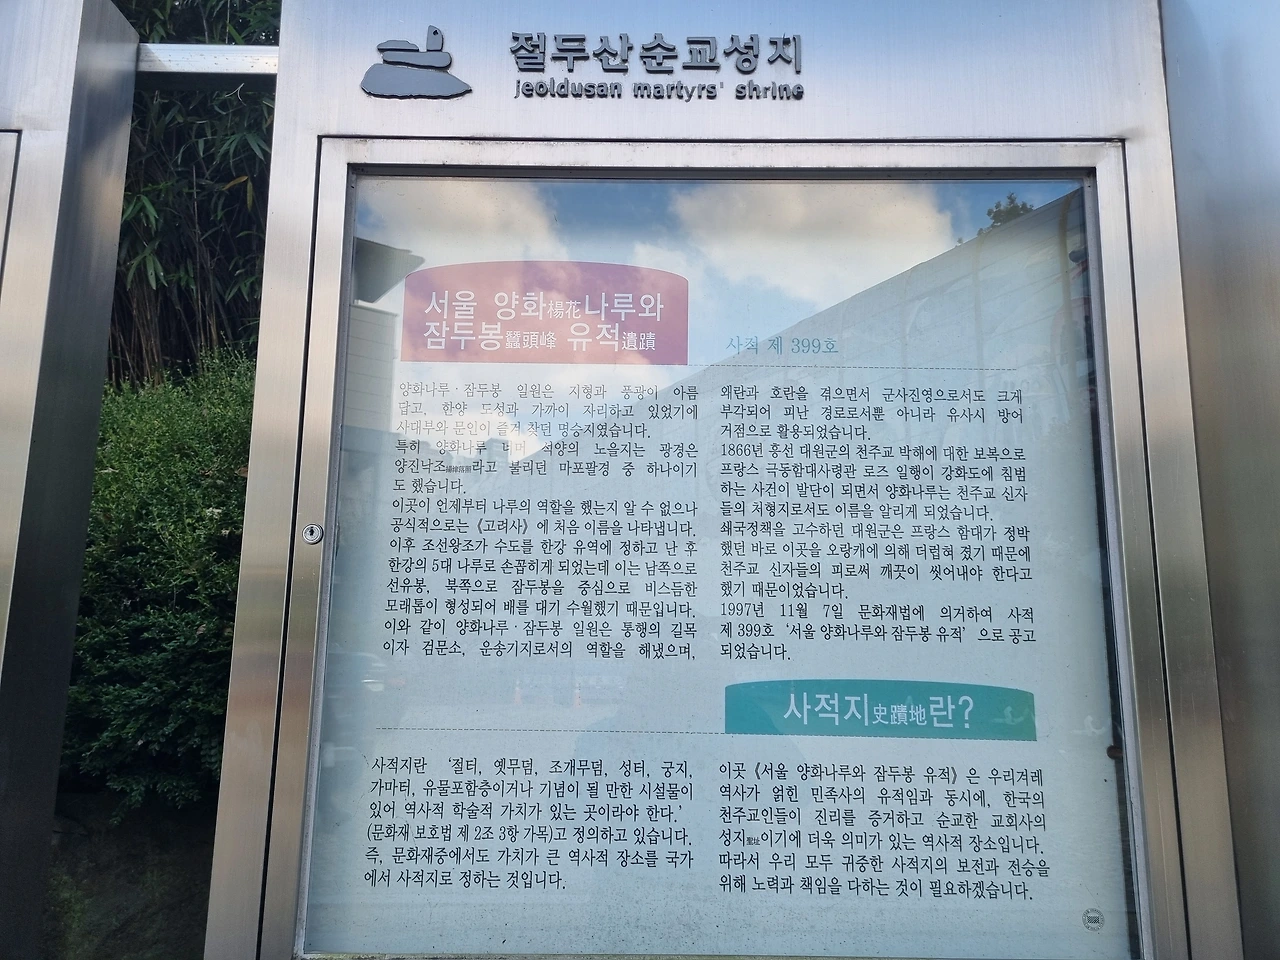 절두산순교성지
jeoldusan martyrs' shrine
서울 양화楊花나루와
잠두봉蠶頭峰 유적遺蹟
사적 제 399호
양화나루·잠두봉 일원은 지형과 풍광이 아름
답고, 한양 도성과 가까이 자리하고 있었기에
사대부와 문인이 즐겨 찾던 명승지였습니다.
특히 양화나루 너머 석양의 노을지는 광경은
양진낙조라고 불리던 마포팔경 중 하나이기
도 했습니다.
이곳이 언제부터 나루의 역할을 했는지 알 수 없으나
공식적으로는《고려사》에 처음 이름을 나타냅니다.
이후 조선왕조가 수도를 한강 유역에 정하고 난 후
한강의 5대 나루로 손꼽히게 되었는데 이는 남쪽으로
선유봉, 북쪽으로 잠두봉을 중심으로 비스듬한
모래톱이 형성되어 배를 대기 수월했기 때문입니다.
이와 같이 양화나루·잠두봉 일원은 통행의 길목
이자 검문소, 운송기지로서의 역할을 해냈으며,
왜란과 호란을 겪으면서 군사진영으로서도 크게
부각되어 피난 경로로서뿐 아니라 유사시 방어
거점으로 활용되었습니다.
1866년 흥선 대원군의 천주교 박해에 대한 보복으로
프랑스 극동함대사령관 로즈 일행이 강화도에 침범
하는 사건이 발단이 되면서 양화나루는 천주교 신자
들의 처형지로서도 이름을 알리게 되었습니다.
쇄국정책을 고수하던 대원군은 프랑스 함대가 정박
했던 바로 이곳을 오랑캐에 의해 더럽혀 졌기 때문에
천주교 신자들의 피로써 깨끗이 씻어내야 한다고
했기 때문이었습니다.
1997년 11월 7일 문화재법에 의거하여 사적
제 399호 ‘서울 양화나루와 잠두봉 유적’ 으로 공고
되었습니다.
사적지史蹟地란?
사적지란 ‘절터, 옛무덤, 조개무덤, 성터, 궁지,
가마터, 유물포함층이거나 기념이 될 만한 시설물이
있어 역사적 학술적 가치가 있는 곳이라야 한다.’
(문화재 보호법 제 2조 3항 가목)고 정의하고 있습니다.
즉, 문화재중에서도 가치가 큰 역사적 장소를 국가
에서 사적지로 정하는 것입니다.
이곳《서울 양화나루와 잠두봉 유적》은 우리겨레
역사가 얽힌 민족사의 유적임과 동시에, 한국의
천주교인들이 진리를 증거하고 순교한 교회사의
성지聖址이기에 더욱 의미가 있는 역사적 장소입니다.
따라서 우리 모두 귀중한 사적지의 보전과 전승을
위해 노력과 책임을 다하는 것이 필요하겠습니다.